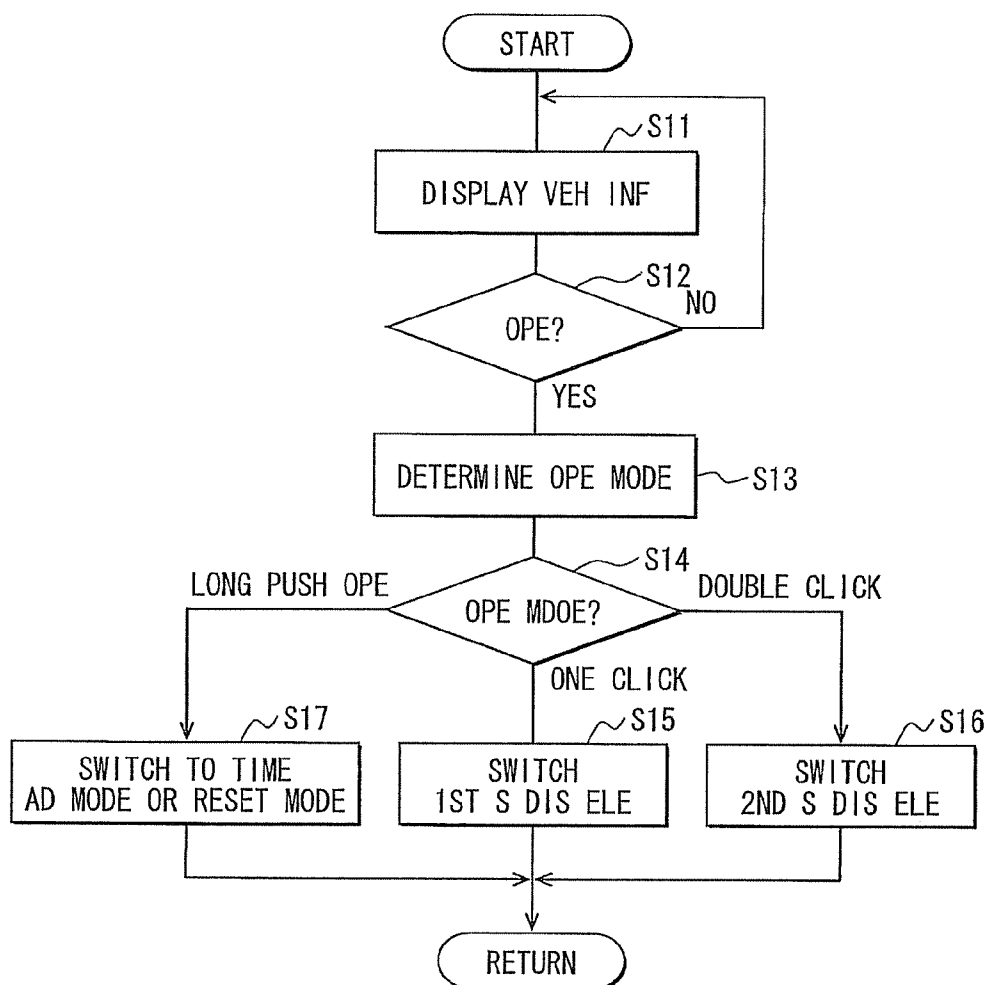 START
S11
DISPLAY VEH INF
S12
NO
OPE?
YES
DETERMINE OPE MODE
S13
S14
LONG PUSH OPE
DOUBLE CLICK
OPE MDOE?
ONE CLICK
S17
S15
S16
SWITCH TO TIME
AD MODE OR RESET MODE
SWITCH
1ST S DIS ELE
SWITCH
2ND S DIS ELE
RETURN